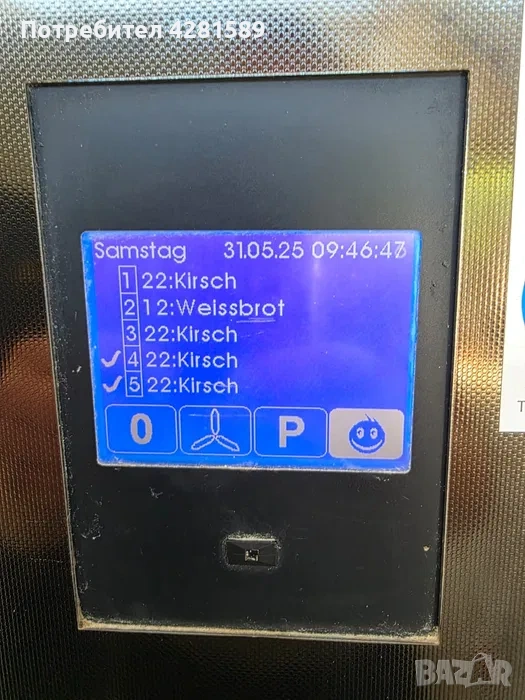 Потребител 4281589
Samstag 31.05.25 09:46:47
1 22:Kirsch
2 12:Weissbrot
3 22:Kirsch
4 22:Kirsch
5 22:Kirsch
0 P
T
BAZAR